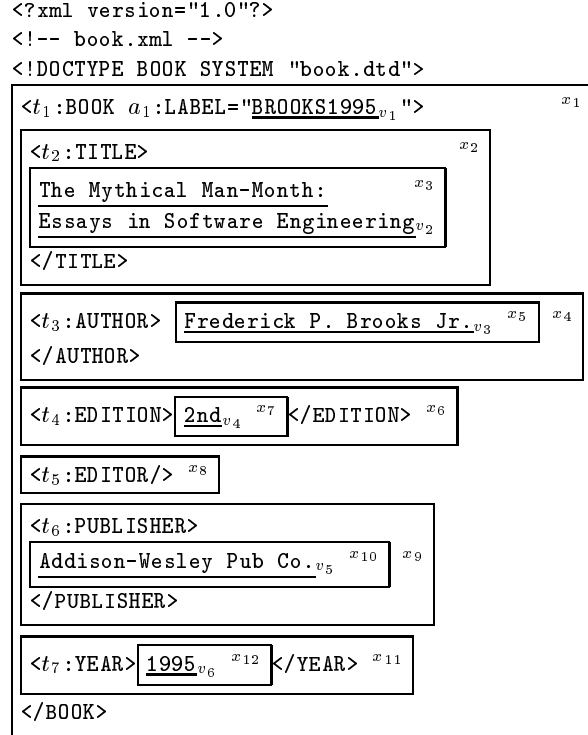 <?xml version="1.0"?>
<!-- book.xml -->
<!DOCTYPE BOOK SYSTEM "book.dtd">
<t₁:BOOK a₁:LABEL="BROOKS1995v₁"> x₁
<t₂:TITLE> x₂
The Mythical Man-Month: x₃
Essays in Software Engineeringv₂
</TITLE>
<t₃:AUTHOR> Frederick P. Brooks Jr.v₃ x₅ x₄
</AUTHOR>
<t₄:EDITION>2ndv₄ x₇</EDITION> x₆
<t₅:EDITOR/> x₈
<t₆:PUBLISHER>
Addison-Wesley Pub Co.v₅ x₁₀ x₉
</PUBLISHER>
<t₇:YEAR>1995v₆ x₁₂</YEAR> x₁₁
</BOOK>